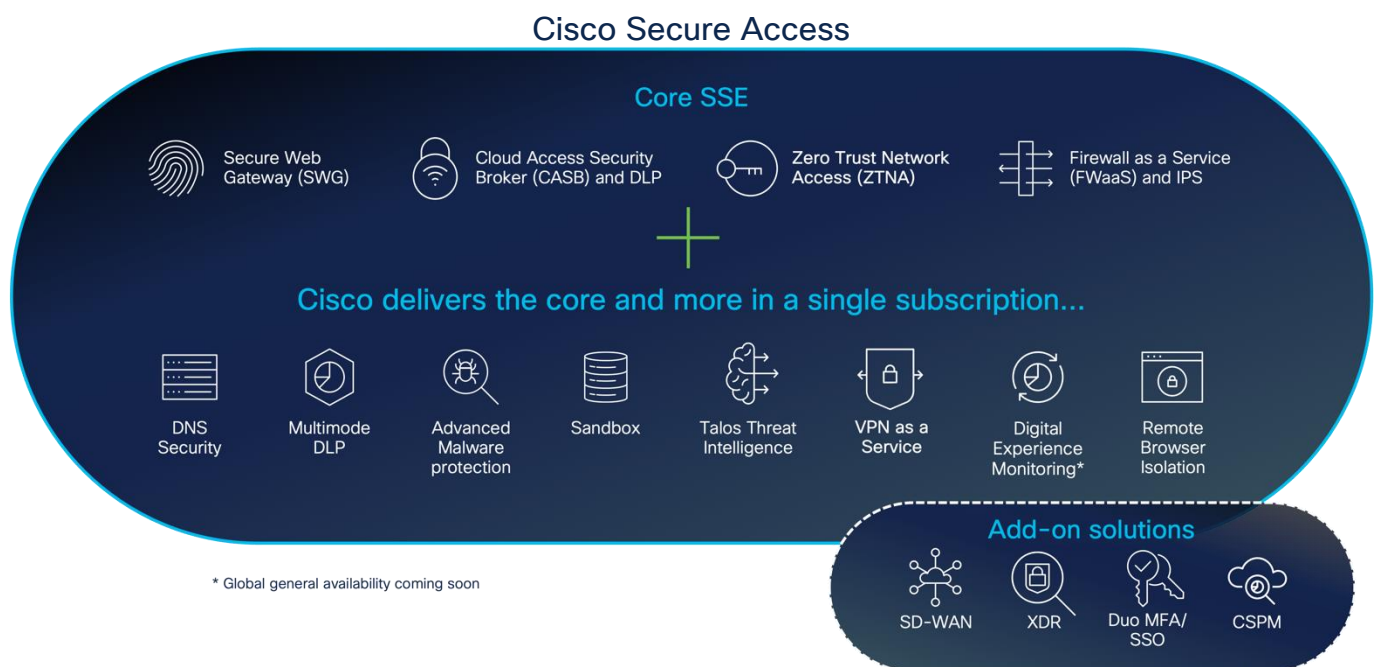 Cisco Secure Access
Core SSE
Secure Web
Gateway (SWG)
Cloud Access Security
Broker (CASB) and DLP
Zero Trust Network
Access (ZTNA)
Firewall as a Service
(FWaaS) and IPS
Cisco delivers the core and more in a single subscription...
DNS
Security
Multimode
DLP
Advanced
Malware
protection
Sandbox
Talos Threat
Intelligence
VPN as a
Service
Digital
Experience
Monitoring*
Remote
Browser
Isolation
Add-on solutions
SD-WAN
XDR
Duo MFA/
SSO
CSPM
* Global general availability coming soon